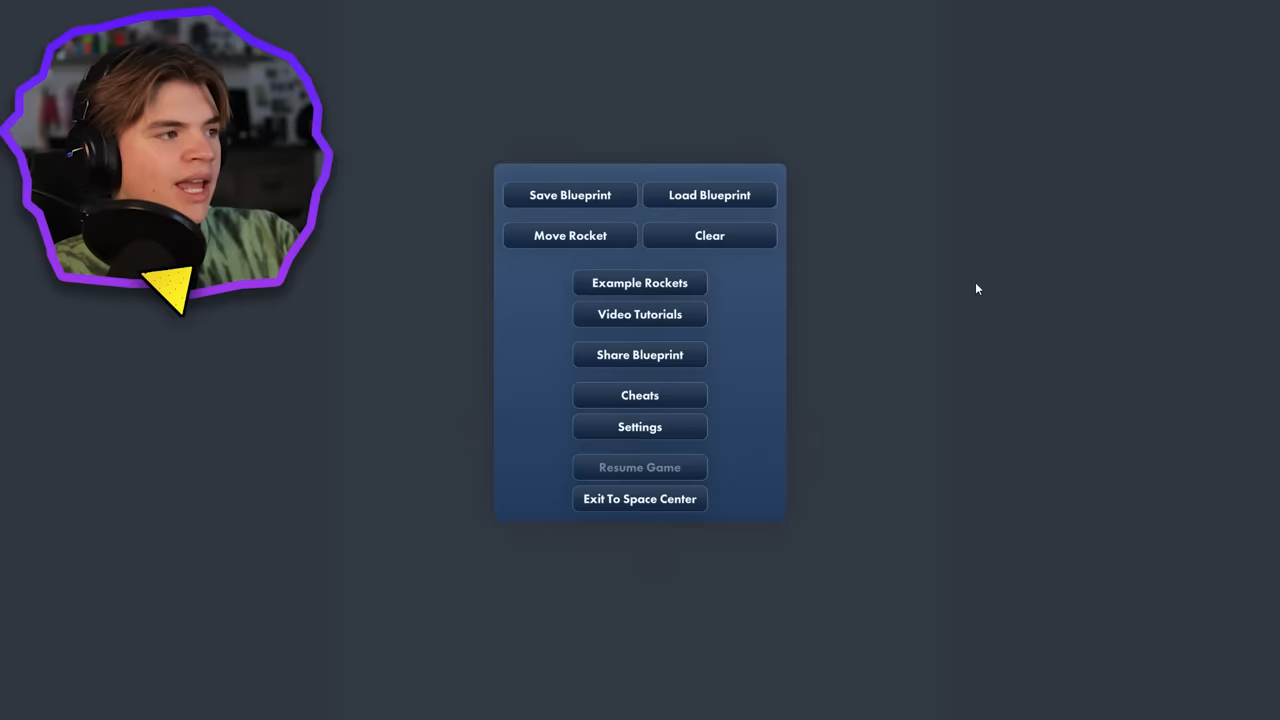 Save Blueprint
Load Blueprint
Move Rocket
Clear
Example Rockets
Video Tutorials
Share Blueprint
Cheats
Settings
Resume Game
Exit To Space Center